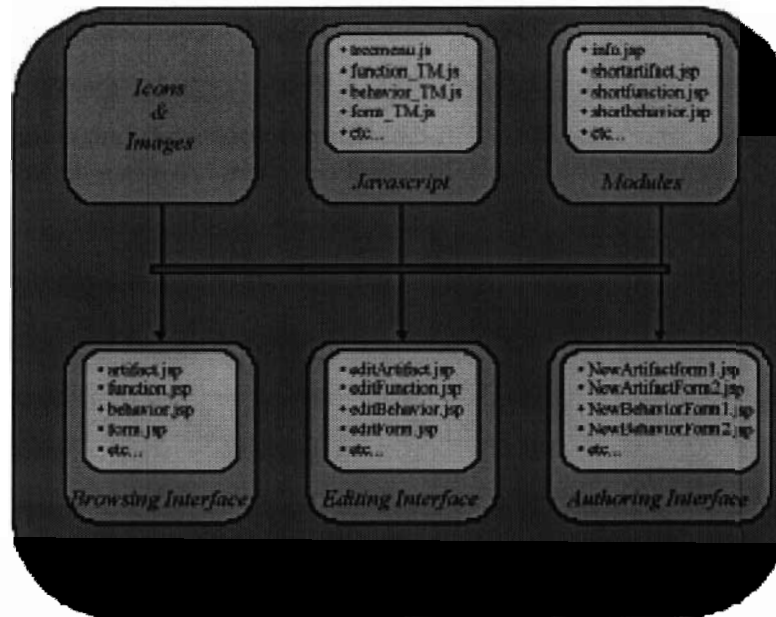 Icons
&
Images
• treemenu.js
• function_TM.js
• behavior_TM.js
• form_TM.js
• etc...
Javascript
• info.jsp
• shortartifact.jsp
• shortfunction.jsp
• shortbehavior.jsp
• etc...
Modules
• artifact.jsp
• function.jsp
• behavior.jsp
• form.jsp
• etc...
Browsing Interface
• editArtifact.jsp
• editFunction.jsp
• editBehavior.jsp
• editForm.jsp
• etc...
Editing Interface
• NewArtifactform1.jsp
• NewArtifactForm2.jsp
• NewBehaviorForm1.jsp
• NewBehaviorForm2.jsp
• etc...
Authoring Interface